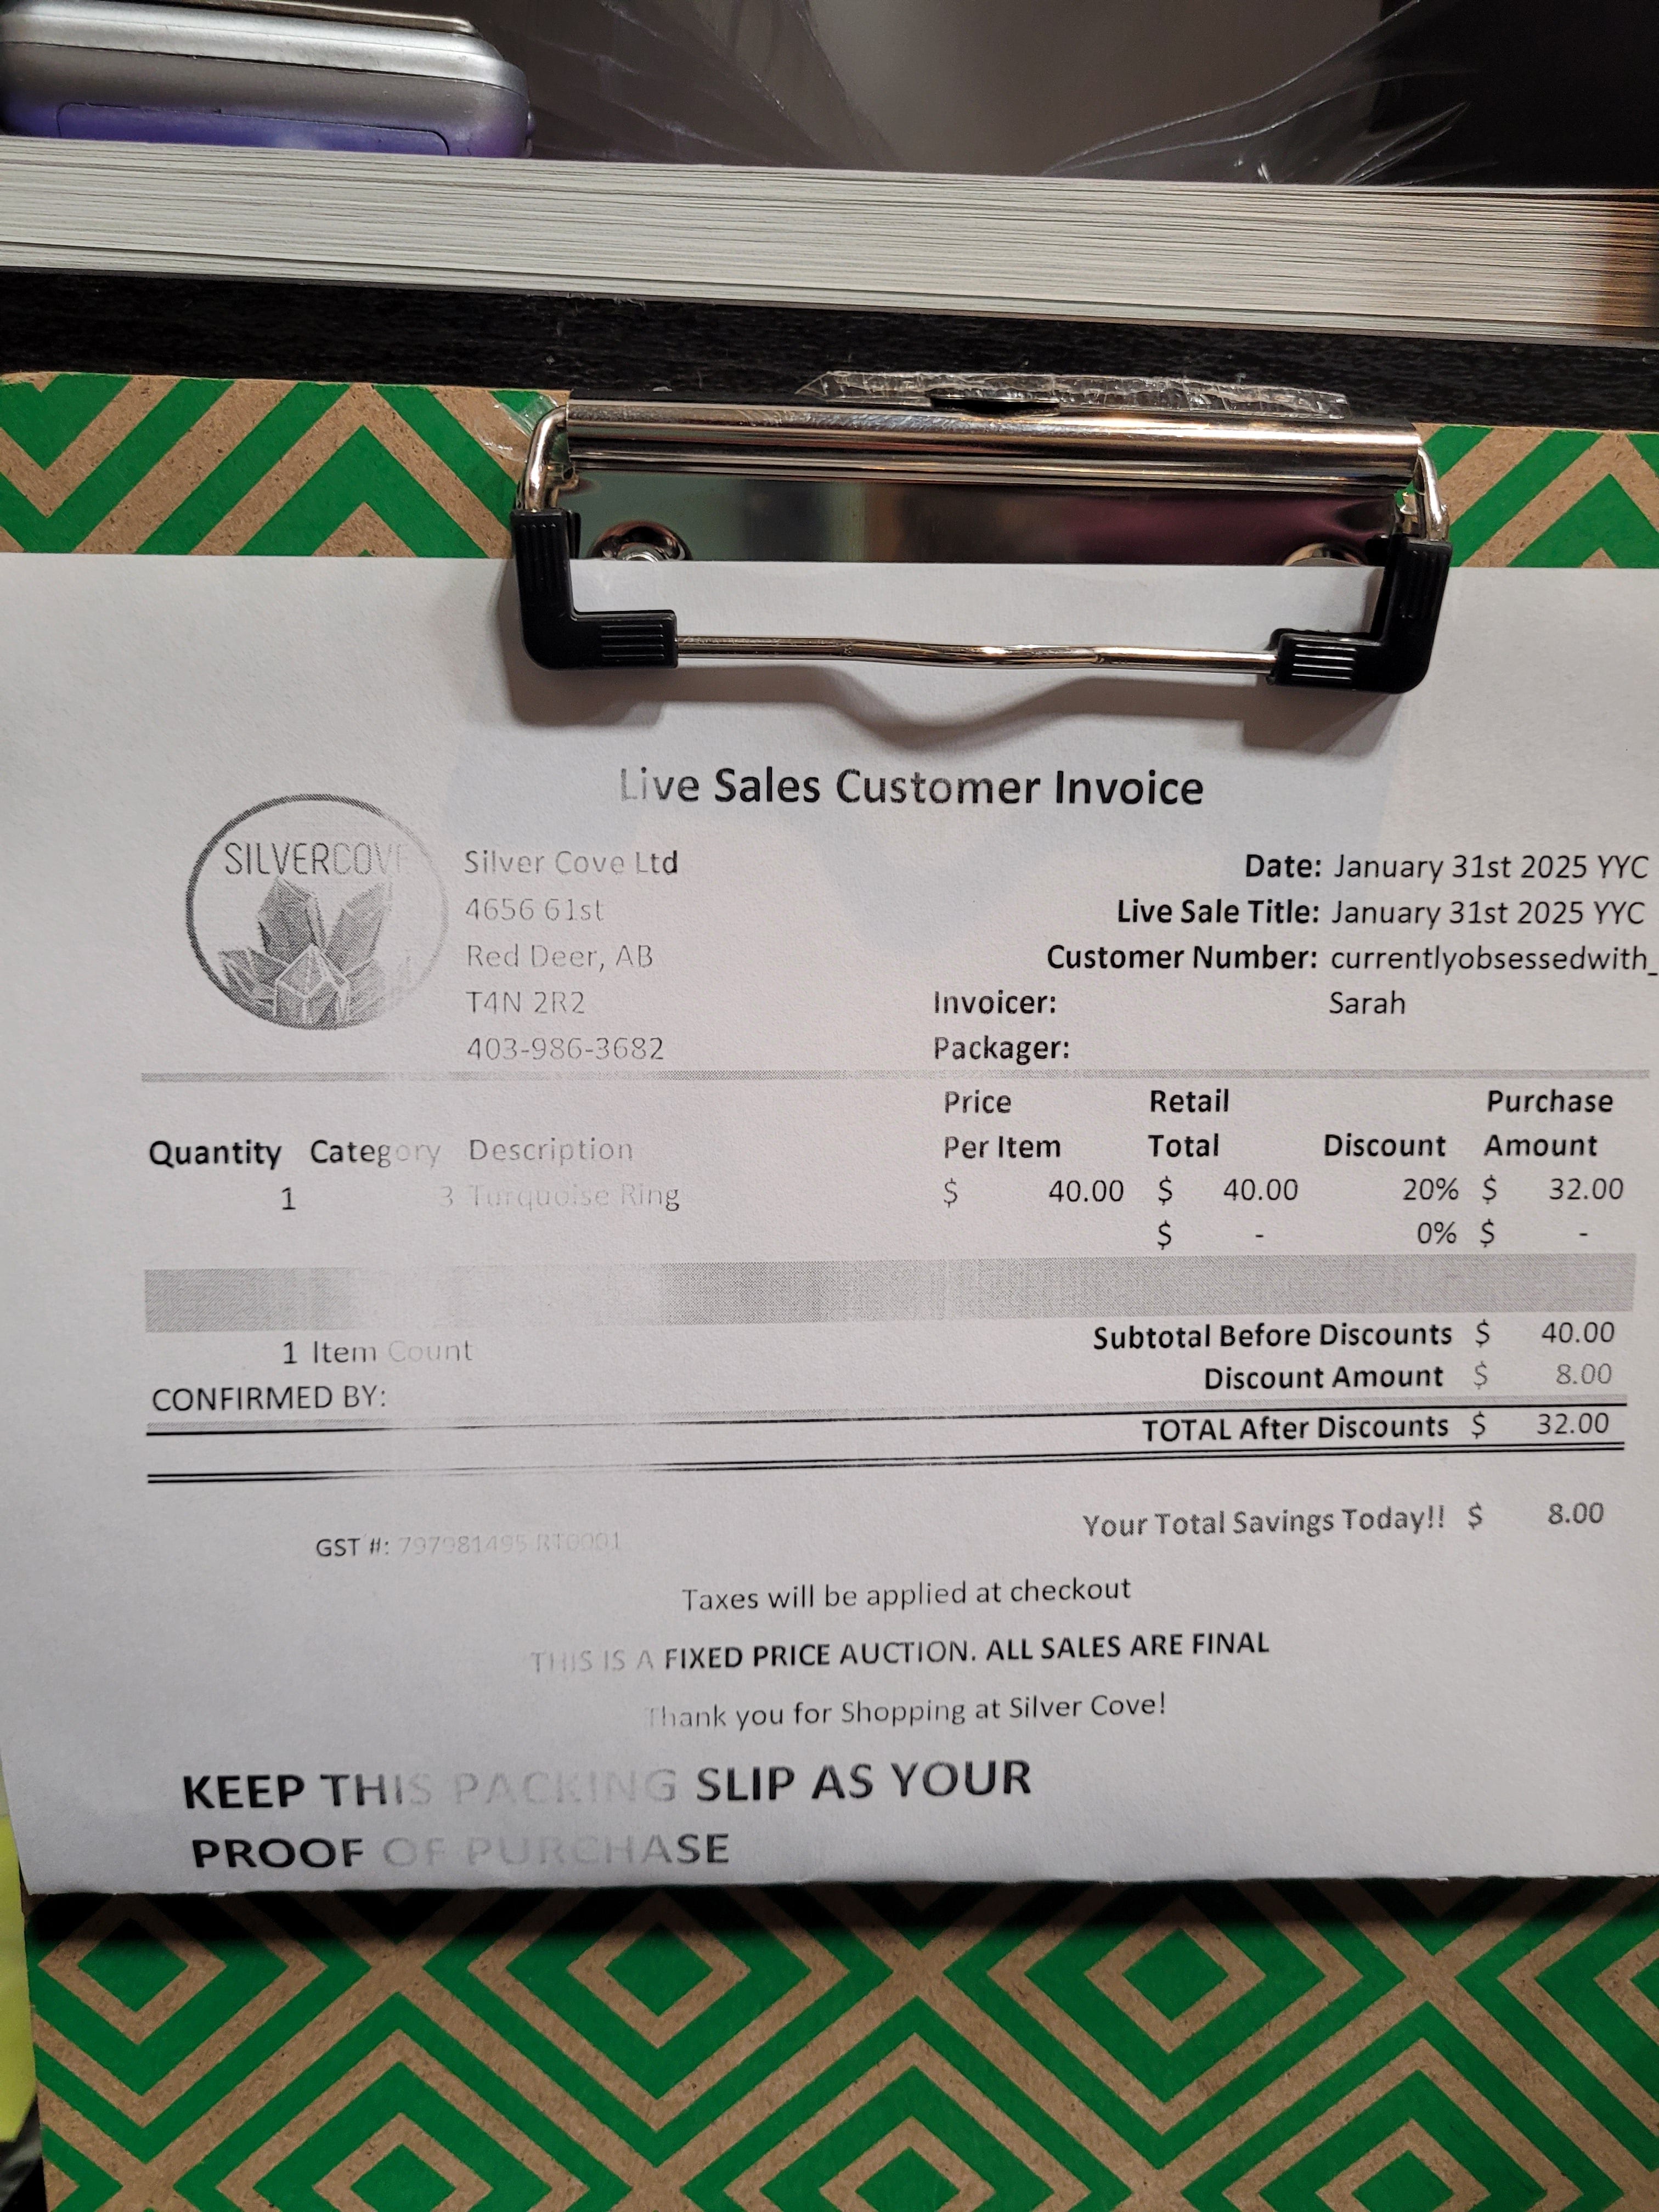 Live Sales Customer Invoice
SILVERCOVE
Silver Cove Ltd
4656 61st
Red Deer, AB
T4N 2R2
403-986-3682
Date: January 31st 2025 YYC
Live Sale Title: January 31st 2025 YYC
Customer Number: currentlyobsessedwith_
Invoicer: Sarah
Packager:
Quantity Category Description Price Per Item Retail Total Discount Purchase Amount
1 3 Turquoise Ring $ 40.00 $ 40.00 20% $ 32.00
$ - 0% $ -
1 Item Count
Subtotal Before Discounts $ 40.00
Discount Amount $ 8.00
CONFIRMED BY:
TOTAL After Discounts $ 32.00
Your Total Savings Today!! $ 8.00
GST #: 797981495 RT0001
Taxes will be applied at checkout
THIS IS A FIXED PRICE AUCTION. ALL SALES ARE FINAL
Thank you for Shopping at Silver Cove!
KEEP THIS PACKING SLIP AS YOUR
PROOF OF PURCHASE